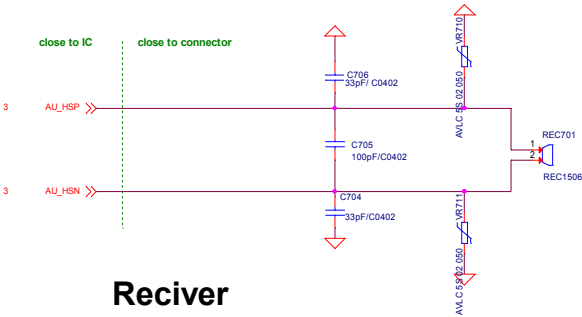 close to IC
close to connector
VR710
C706
33pF/ C0402
AVLC 5S 02 050
3 AU_HSP
C705
100pF/C0402
REC701
1
2
REC1506
3 AU_HSN
C704
33pF/C0402
VR711
AVLC 5S 02 050
Reciver